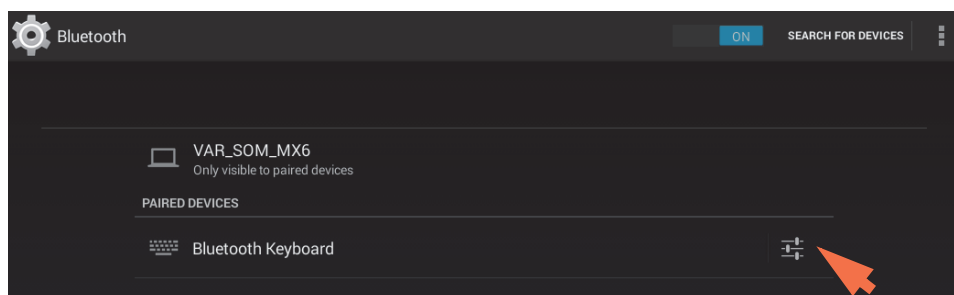 Bluetooth
ON
SEARCH FOR DEVICES
VAR_SOM_MX6
Only visible to paired devices
PAIRED DEVICES
Bluetooth Keyboard